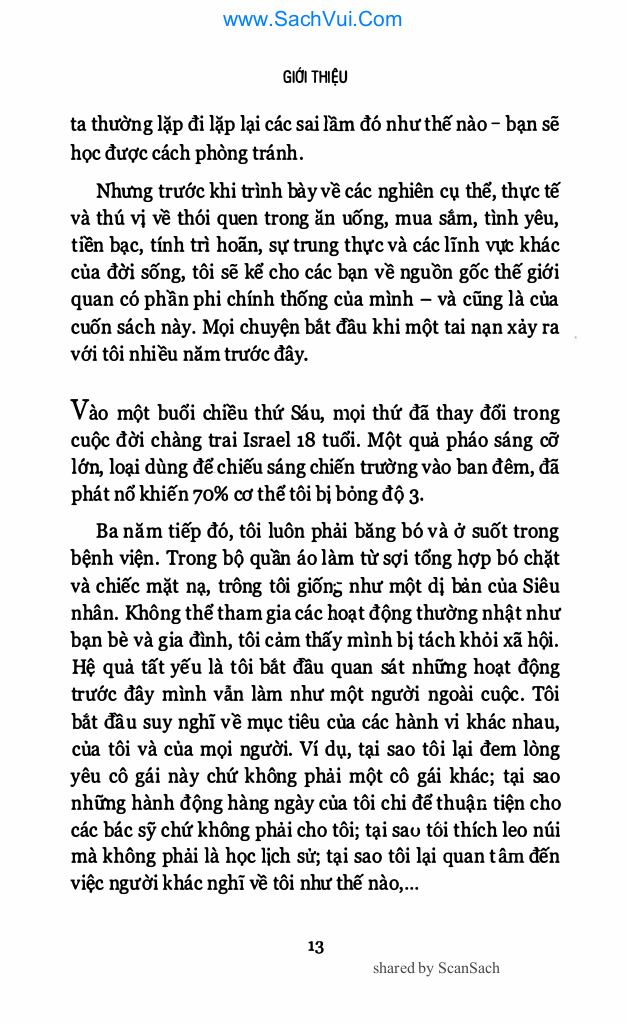 www.SachVui.Com
GIỚI THIỆU
ta thường lặp đi lặp lại các sai lầm đó như thế nào – bạn sẽ
học được cách phòng tránh.
Nhưng trước khi trình bày về các nghiên cụ thể, thực tế
và thú vị về thói quen trong ăn uống, mua sắm, tình yêu,
tiền bạc, tính trì hoãn, sự trung thực và các lĩnh vực khác
của đời sống, tôi sẽ kể cho các bạn về nguồn gốc thế giới
quan có phần phi chính thống của mình – và cũng là của
cuốn sách này. Mọi chuyện bắt đầu khi một tai nạn xảy ra
với tôi nhiều năm trước đây.
Vào một buổi chiều thứ Sáu, mọi thứ đã thay đổi trong
cuộc đời chàng trai Israel 18 tuổi. Một quả pháo sáng cỡ
lớn, loại dùng để chiếu sáng chiến trường vào ban đêm, đã
phát nổ khiến 70% cơ thể tôi bị bỏng độ 3.
Ba năm tiếp đó, tôi luôn phải băng bó và ở suốt trong
bệnh viện. Trong bộ quần áo làm từ sợi tổng hợp bó chặt
và chiếc mặt nạ, trông tôi giống như một dị bản của Siêu
nhân. Không thể tham gia các hoạt động thường nhật như
bạn bè và gia đình, tôi cảm thấy mình bị tách khỏi xã hội.
Hệ quả tất yếu là tôi bắt đầu quan sát những hoạt động
trước đây mình vẫn làm như một người ngoài cuộc. Tôi
bắt đầu suy nghĩ về mục tiêu của các hành vi khác nhau,
của tôi và của mọi người. Ví dụ, tại sao tôi lại đem lòng
yêu cô gái này chứ không phải một cô gái khác; tại sao
những hành động hàng ngày của tôi chỉ để thuận tiện cho
các bác sỹ chứ không phải cho tôi; tại sao tôi thích leo núi
mà không phải là học lịch sử; tại sao tôi lại quan tâm đến
việc người khác nghĩ về tôi như thế nào,...
13
shared by ScanSach